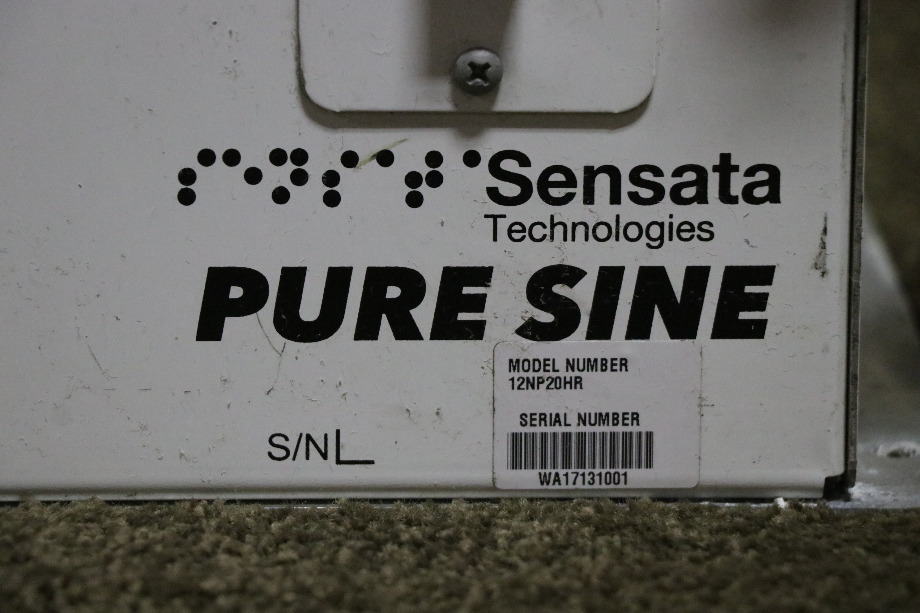 Sensata
Technologies
PURE SINE
MODEL NUMBER
12NP20HR
SERIAL NUMBER
WA17131001
S/N